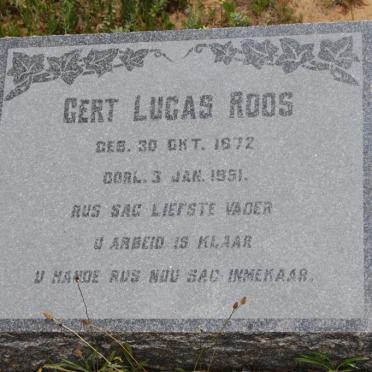 GERT LUCAS ROOS
GEB. 30 OKT. 1872
OORL. 3 JAN. 1951.
RUS SAG LIEFSTE VADER
U ARBEID IS KLAAR
U HANDE RUS NOU SAG INMEKAAR.